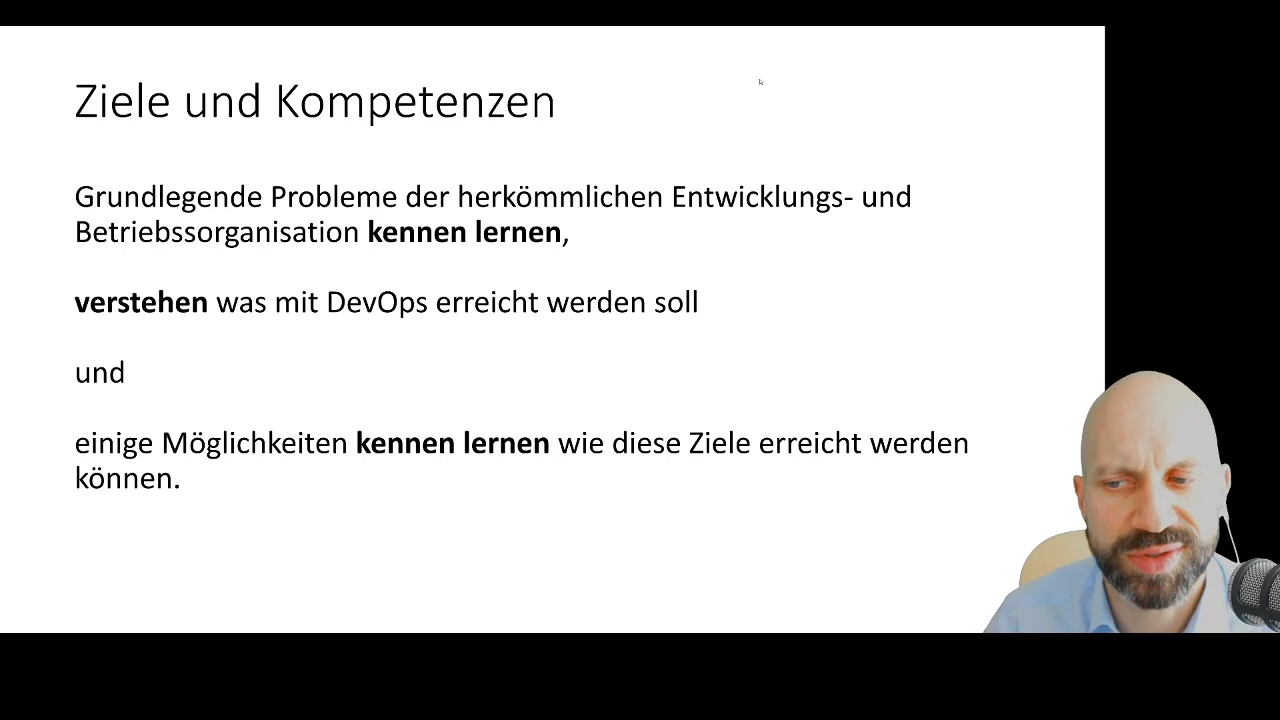 Ziele und Kompetenzen
Grundlegende Probleme der herkömmlichen Entwicklungs- und
Betriebssorganisation kennen lernen,
verstehen was mit DevOps erreicht werden soll
und
einige Möglichkeiten kennen lernen wie diese Ziele erreicht werden
können.